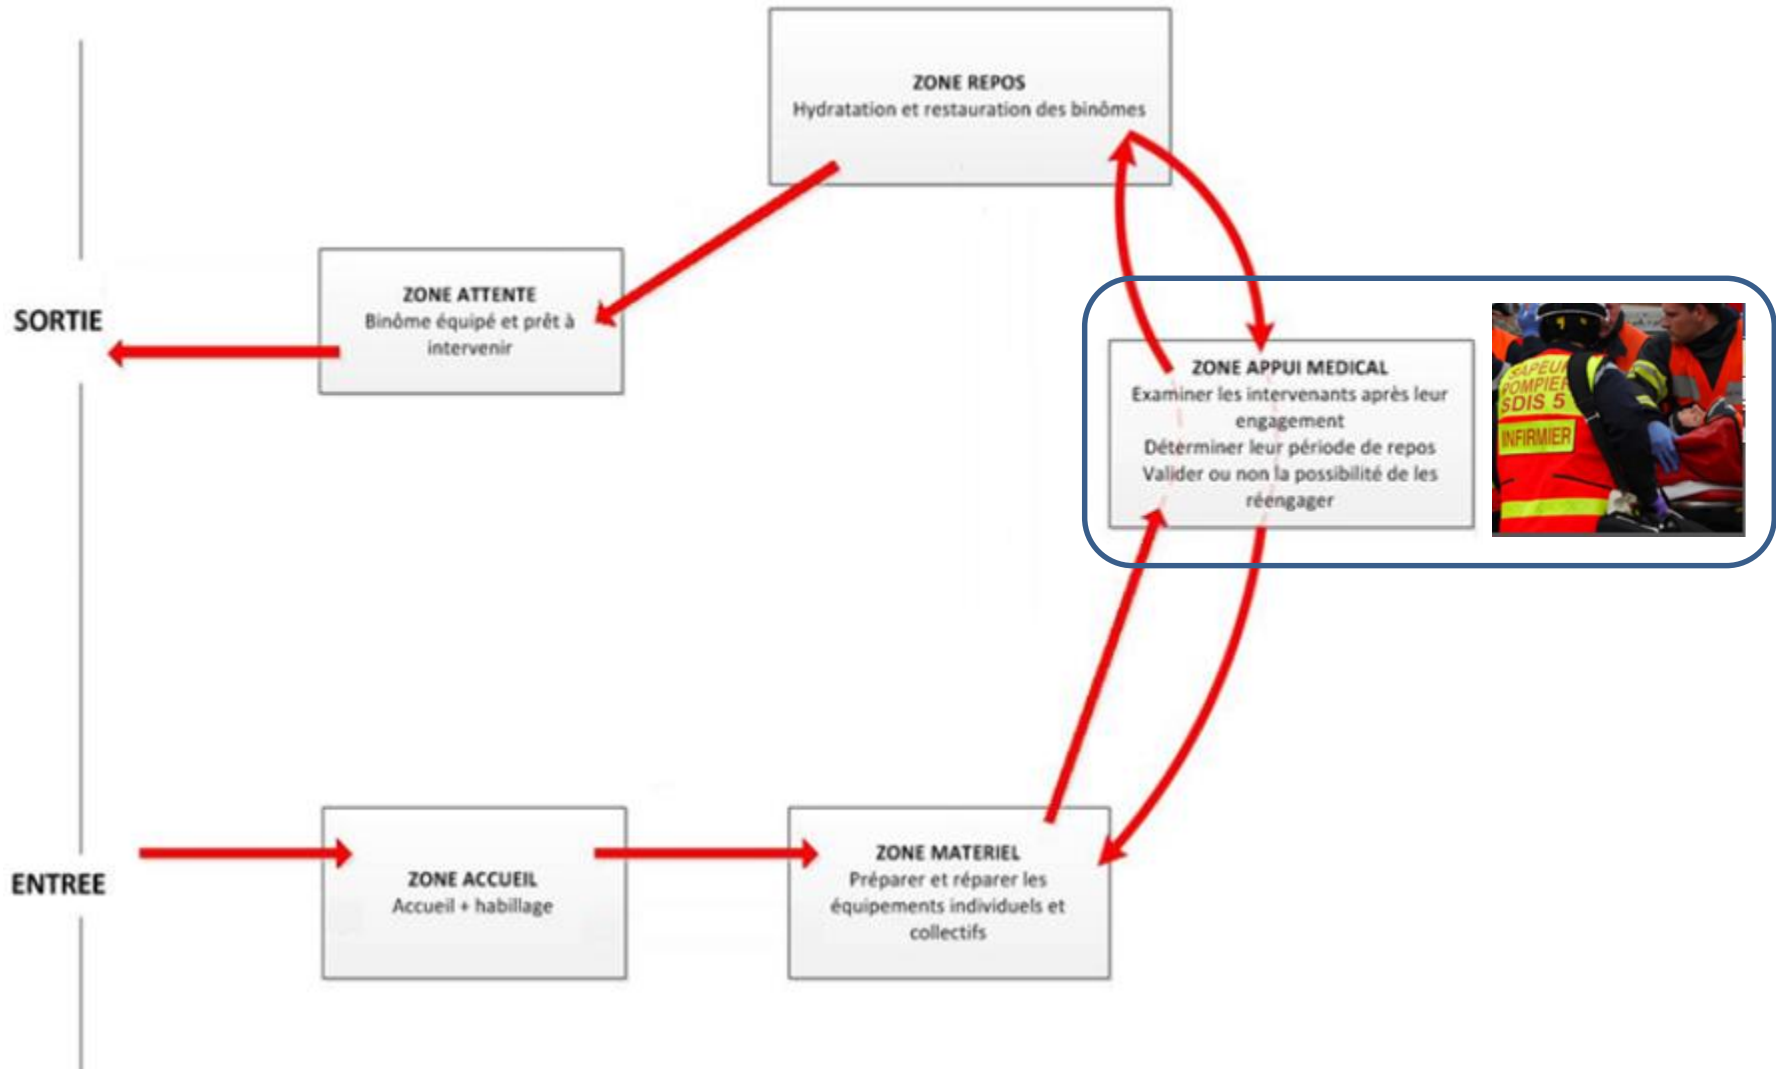 ZONE REPOS
Hydratation et restauration des binômes
ZONE ATTENTE
Binôme équipé et prêt à
intervenir
SORTIE
ZONE APPUI MEDICAL
Examiner les intervenants après leur
engagement
Déterminer leur période de repos
Valider ou non la possibilité de les
réengager
SAPEUR
POMPIER
SDIS 5
INFIRMIER
ENTREE
ZONE ACCUEIL
Accueil + habillage
ZONE MATERIEL
Préparer et réparer les
équipements individuels et
collectifs